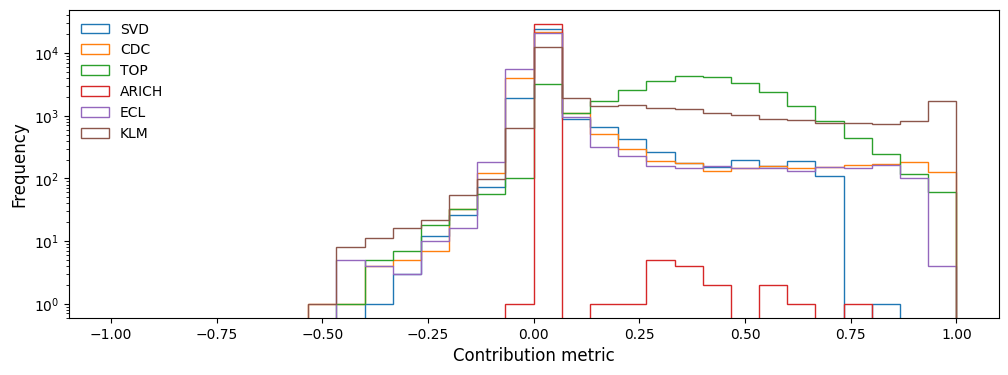 SVD
CDC
TOP
ARICH
ECL
KLM
Frequency
10⁴
10³
10²
10¹
10⁰
−1.00 −0.75 −0.50 −0.25 0.00 0.25 0.50 0.75 1.00
Contribution metric